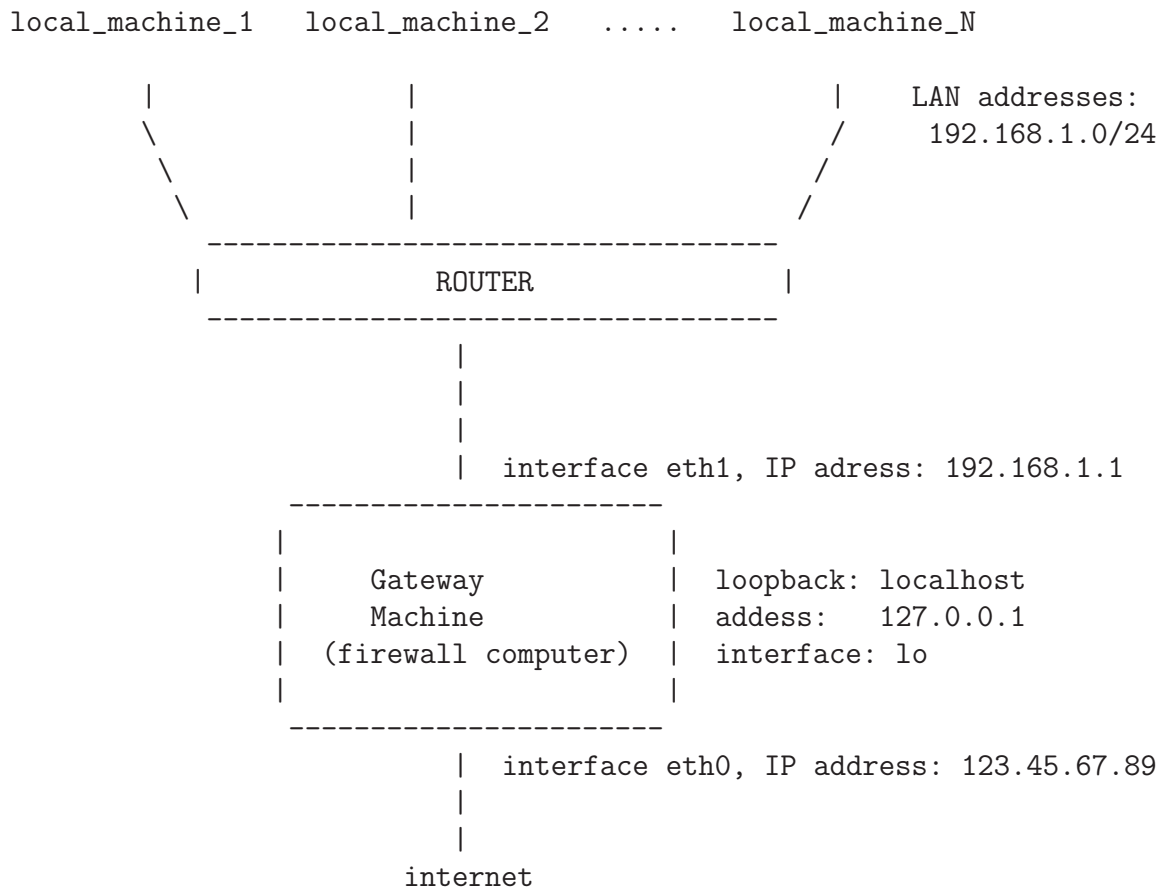 local_machine_1 local_machine_2 ..... local_machine_N
LAN addresses:
192.168.1.0/24
ROUTER
interface eth1, IP adress: 192.168.1.1
Gateway loopback: localhost
Machine addess: 127.0.0.1
(firewall computer) interface: lo
interface eth0, IP address: 123.45.67.89
internet